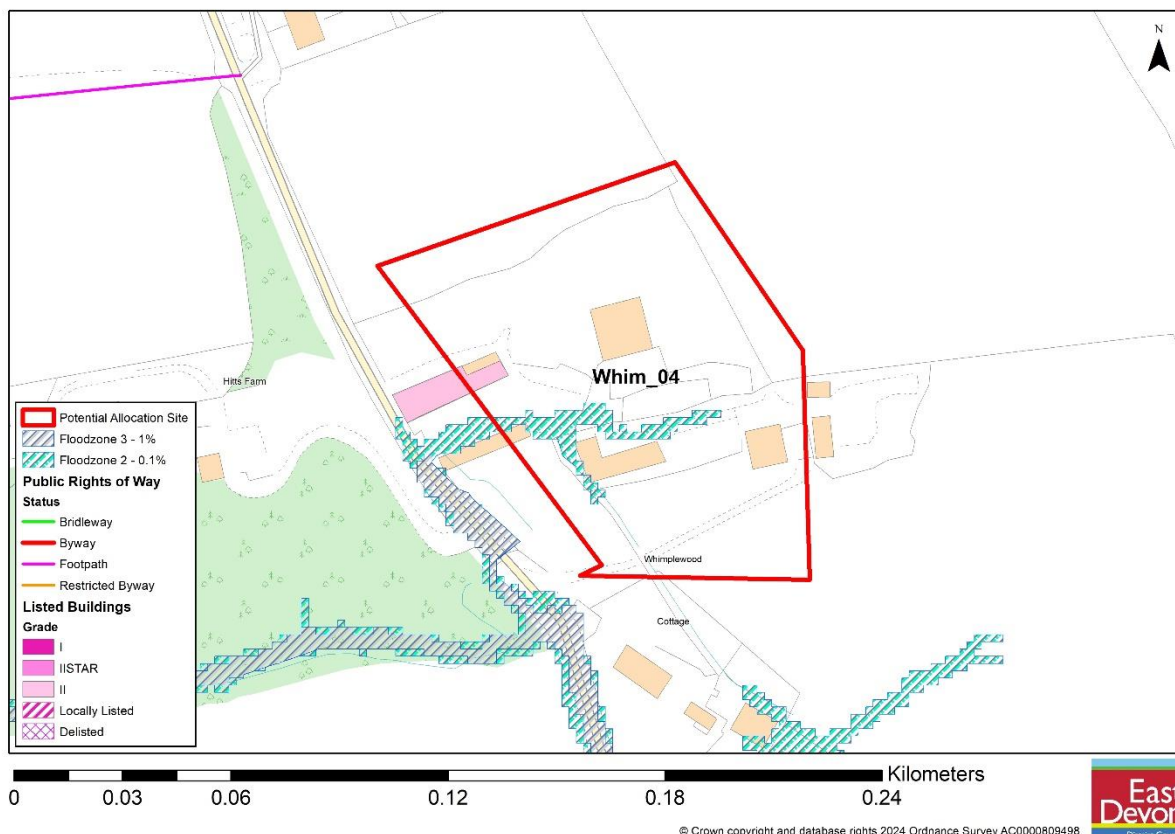 N
Whim_04
Hitts Farm
Whimplewood
Cottage
Potential Allocation Site
Floodzone 3 - 1%
Floodzone 2 - 0.1%
Public Rights of Way
Status
Bridleway
Byway
Footpath
Restricted Byway
Listed Buildings
Grade
I
IISTAR
II
Locally Listed
Delisted
Kilometers
0 0.03 0.06 0.12 0.18 0.24
East
Devon
© Crown copyright and database rights 2024 Ordnance Survey AC0000809498